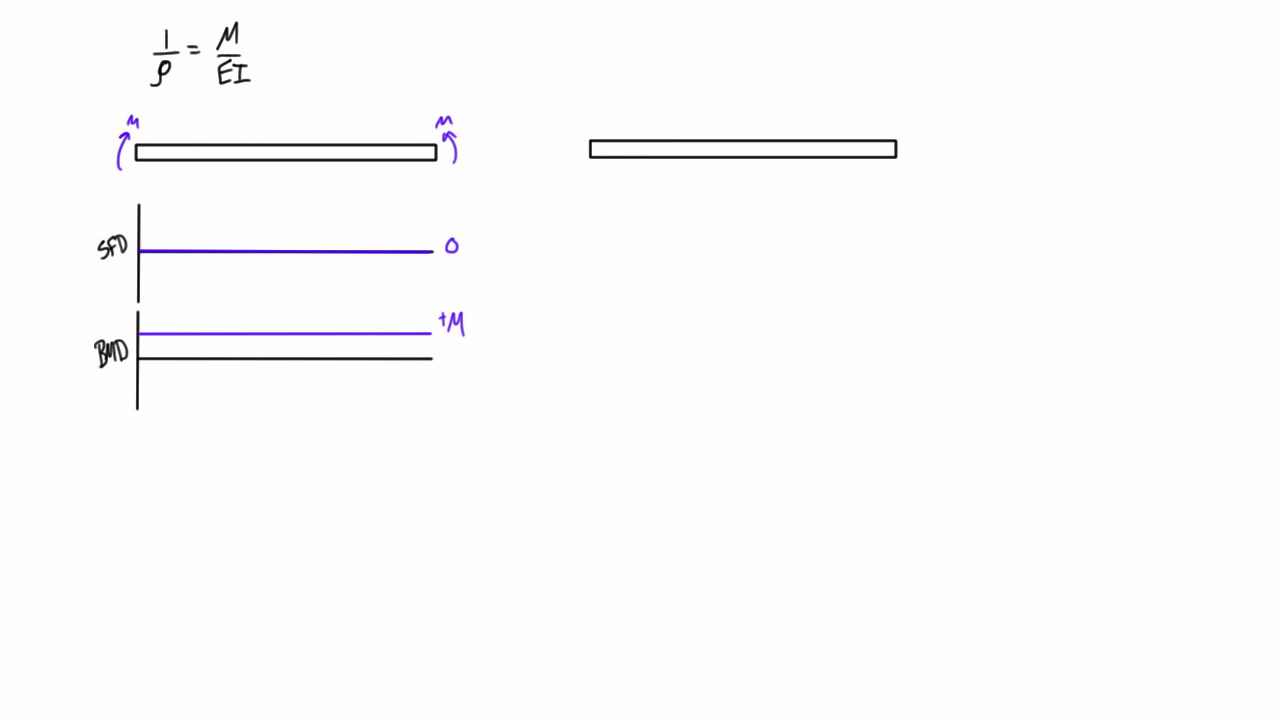 1/ρ = M/EI
M M
SFD 0
+M
BMD